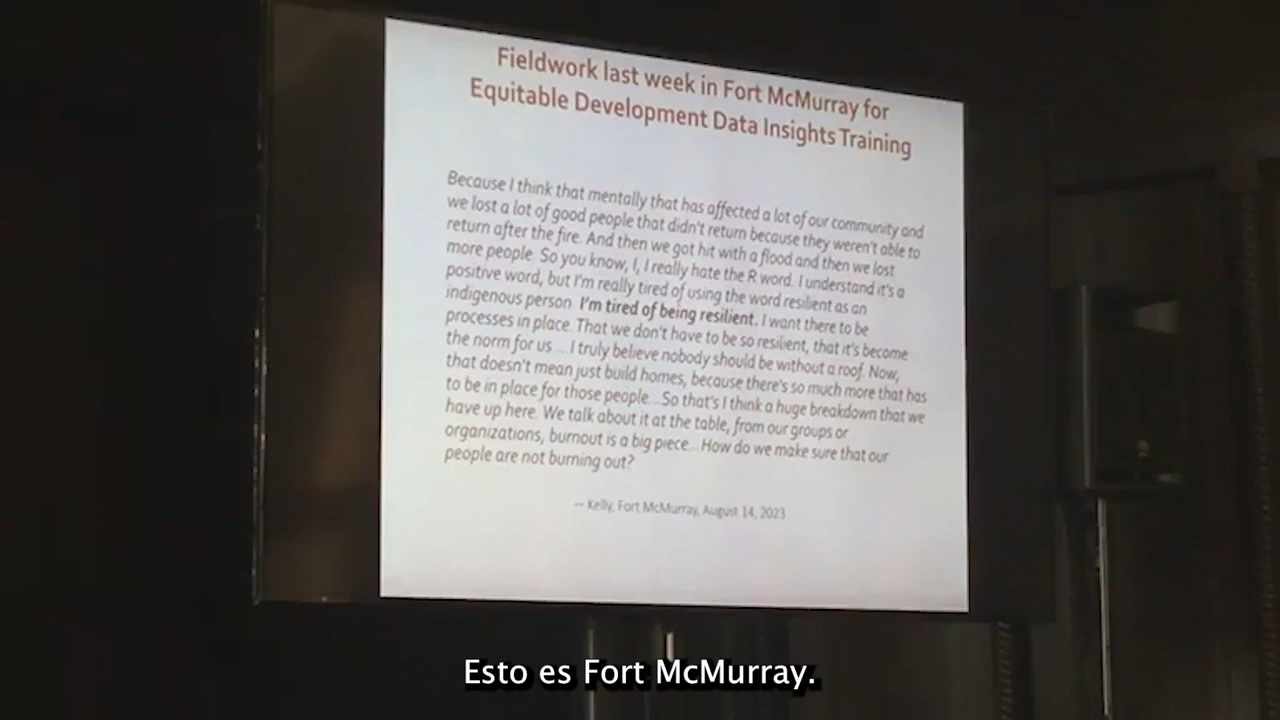 Fieldwork last week in Fort McMurray for
Equitable Development Data Insights Training
Because I think that mentally that has affected a lot of our community and
we lost a lot of good people that didn't return because they weren't able to
return after the fire. And then we got hit with a flood and then we lost
more people. So you know, I, I really hate the R word. I understand it's a
positive word, but I'm really tired of using the word resilient as an
indigenous person. I'm tired of being resilient. I want there to be
processes in place. That we don't have to be so resilient, that it's become
the norm for us ... I truly believe nobody should be without a roof. Now,
that doesn't mean just build homes, because there's so much more that has
to be in place for those people...So that's I think a huge breakdown that we
have up here. We talk about it at the table, from our groups or
organizations, burnout is a big piece...How do we make sure that our
people are not burning out?
-- Kelly, Fort McMurray, August 14, 2023
Esto es Fort McMurray.